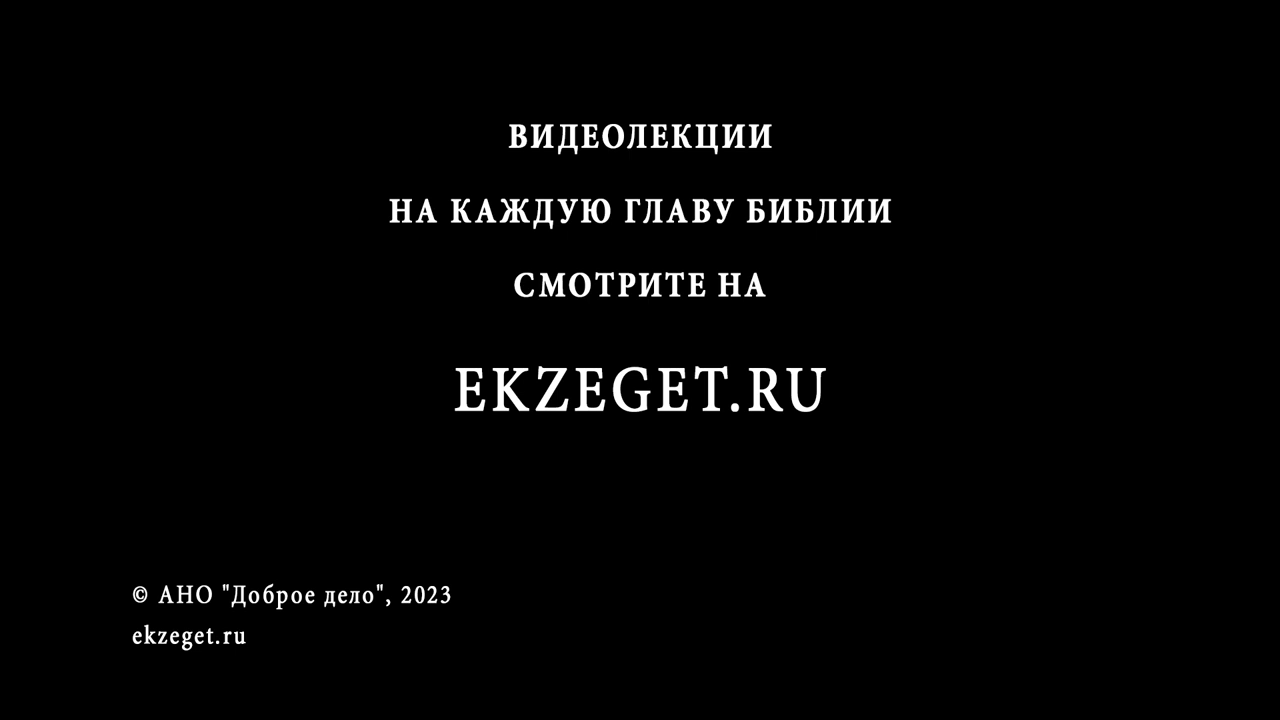 ВИДЕОЛЕКЦИИ
НА КАЖДУЮ ГЛАВУ БИБЛИИ
СМОТРИТЕ НА
EKZEGET.RU
© АНО "Доброе дело", 2023
ekzeget.ru